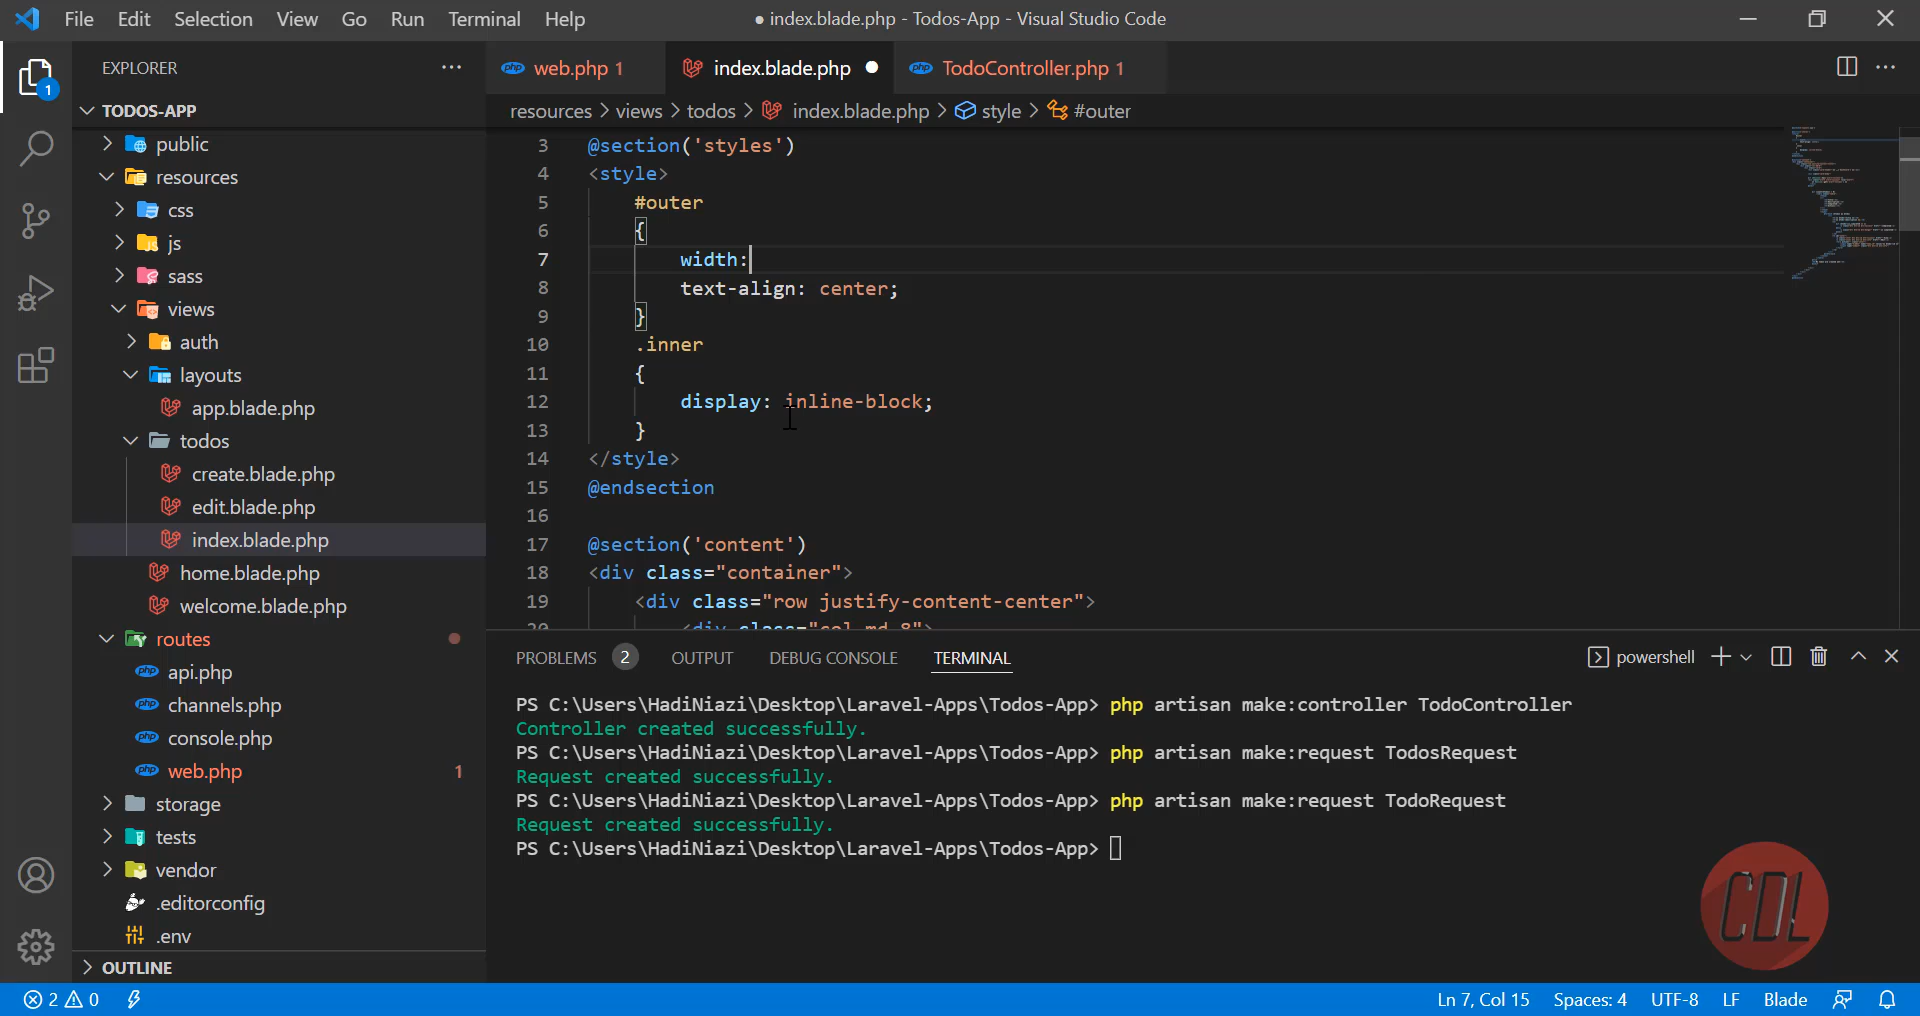 File Edit Selection View Go Run Terminal Help
● index.blade.php - Todos-App - Visual Studio Code
EXPLORER
1
TODOS-APP
public
resources
css
js
sass
views
auth
layouts
app.blade.php
todos
create.blade.php
edit.blade.php
index.blade.php
home.blade.php
welcome.blade.php
routes
api.php
channels.php
console.php
web.php 1
storage
tests
vendor
.editorconfig
.env
OUTLINE
web.php 1 index.blade.php ● TodoController.php 1
resources > views > todos > index.blade.php > style > #outer
3 @section('styles')
4 <style>
5 #outer
6 {
7 width:
8 text-align: center;
9 }
10 .inner
11 {
12 display: inline-block;
13 }
14 </style>
15 @endsection
16
17 @section('content')
18 <div class="container">
19 <div class="row justify-content-center">
20 <div class="col-md-8">
PROBLEMS 2 OUTPUT DEBUG CONSOLE TERMINAL
powershell
PS C:\Users\HadiNiazi\Desktop\Laravel-Apps\Todos-App> php artisan make:controller TodoController
Controller created successfully.
PS C:\Users\HadiNiazi\Desktop\Laravel-Apps\Todos-App> php artisan make:request TodosRequest
Request created successfully.
PS C:\Users\HadiNiazi\Desktop\Laravel-Apps\Todos-App> php artisan make:request TodoRequest
Request created successfully.
PS C:\Users\HadiNiazi\Desktop\Laravel-Apps\Todos-App>
CDL
2 0
Ln 7, Col 15 Spaces: 4 UTF-8 LF Blade